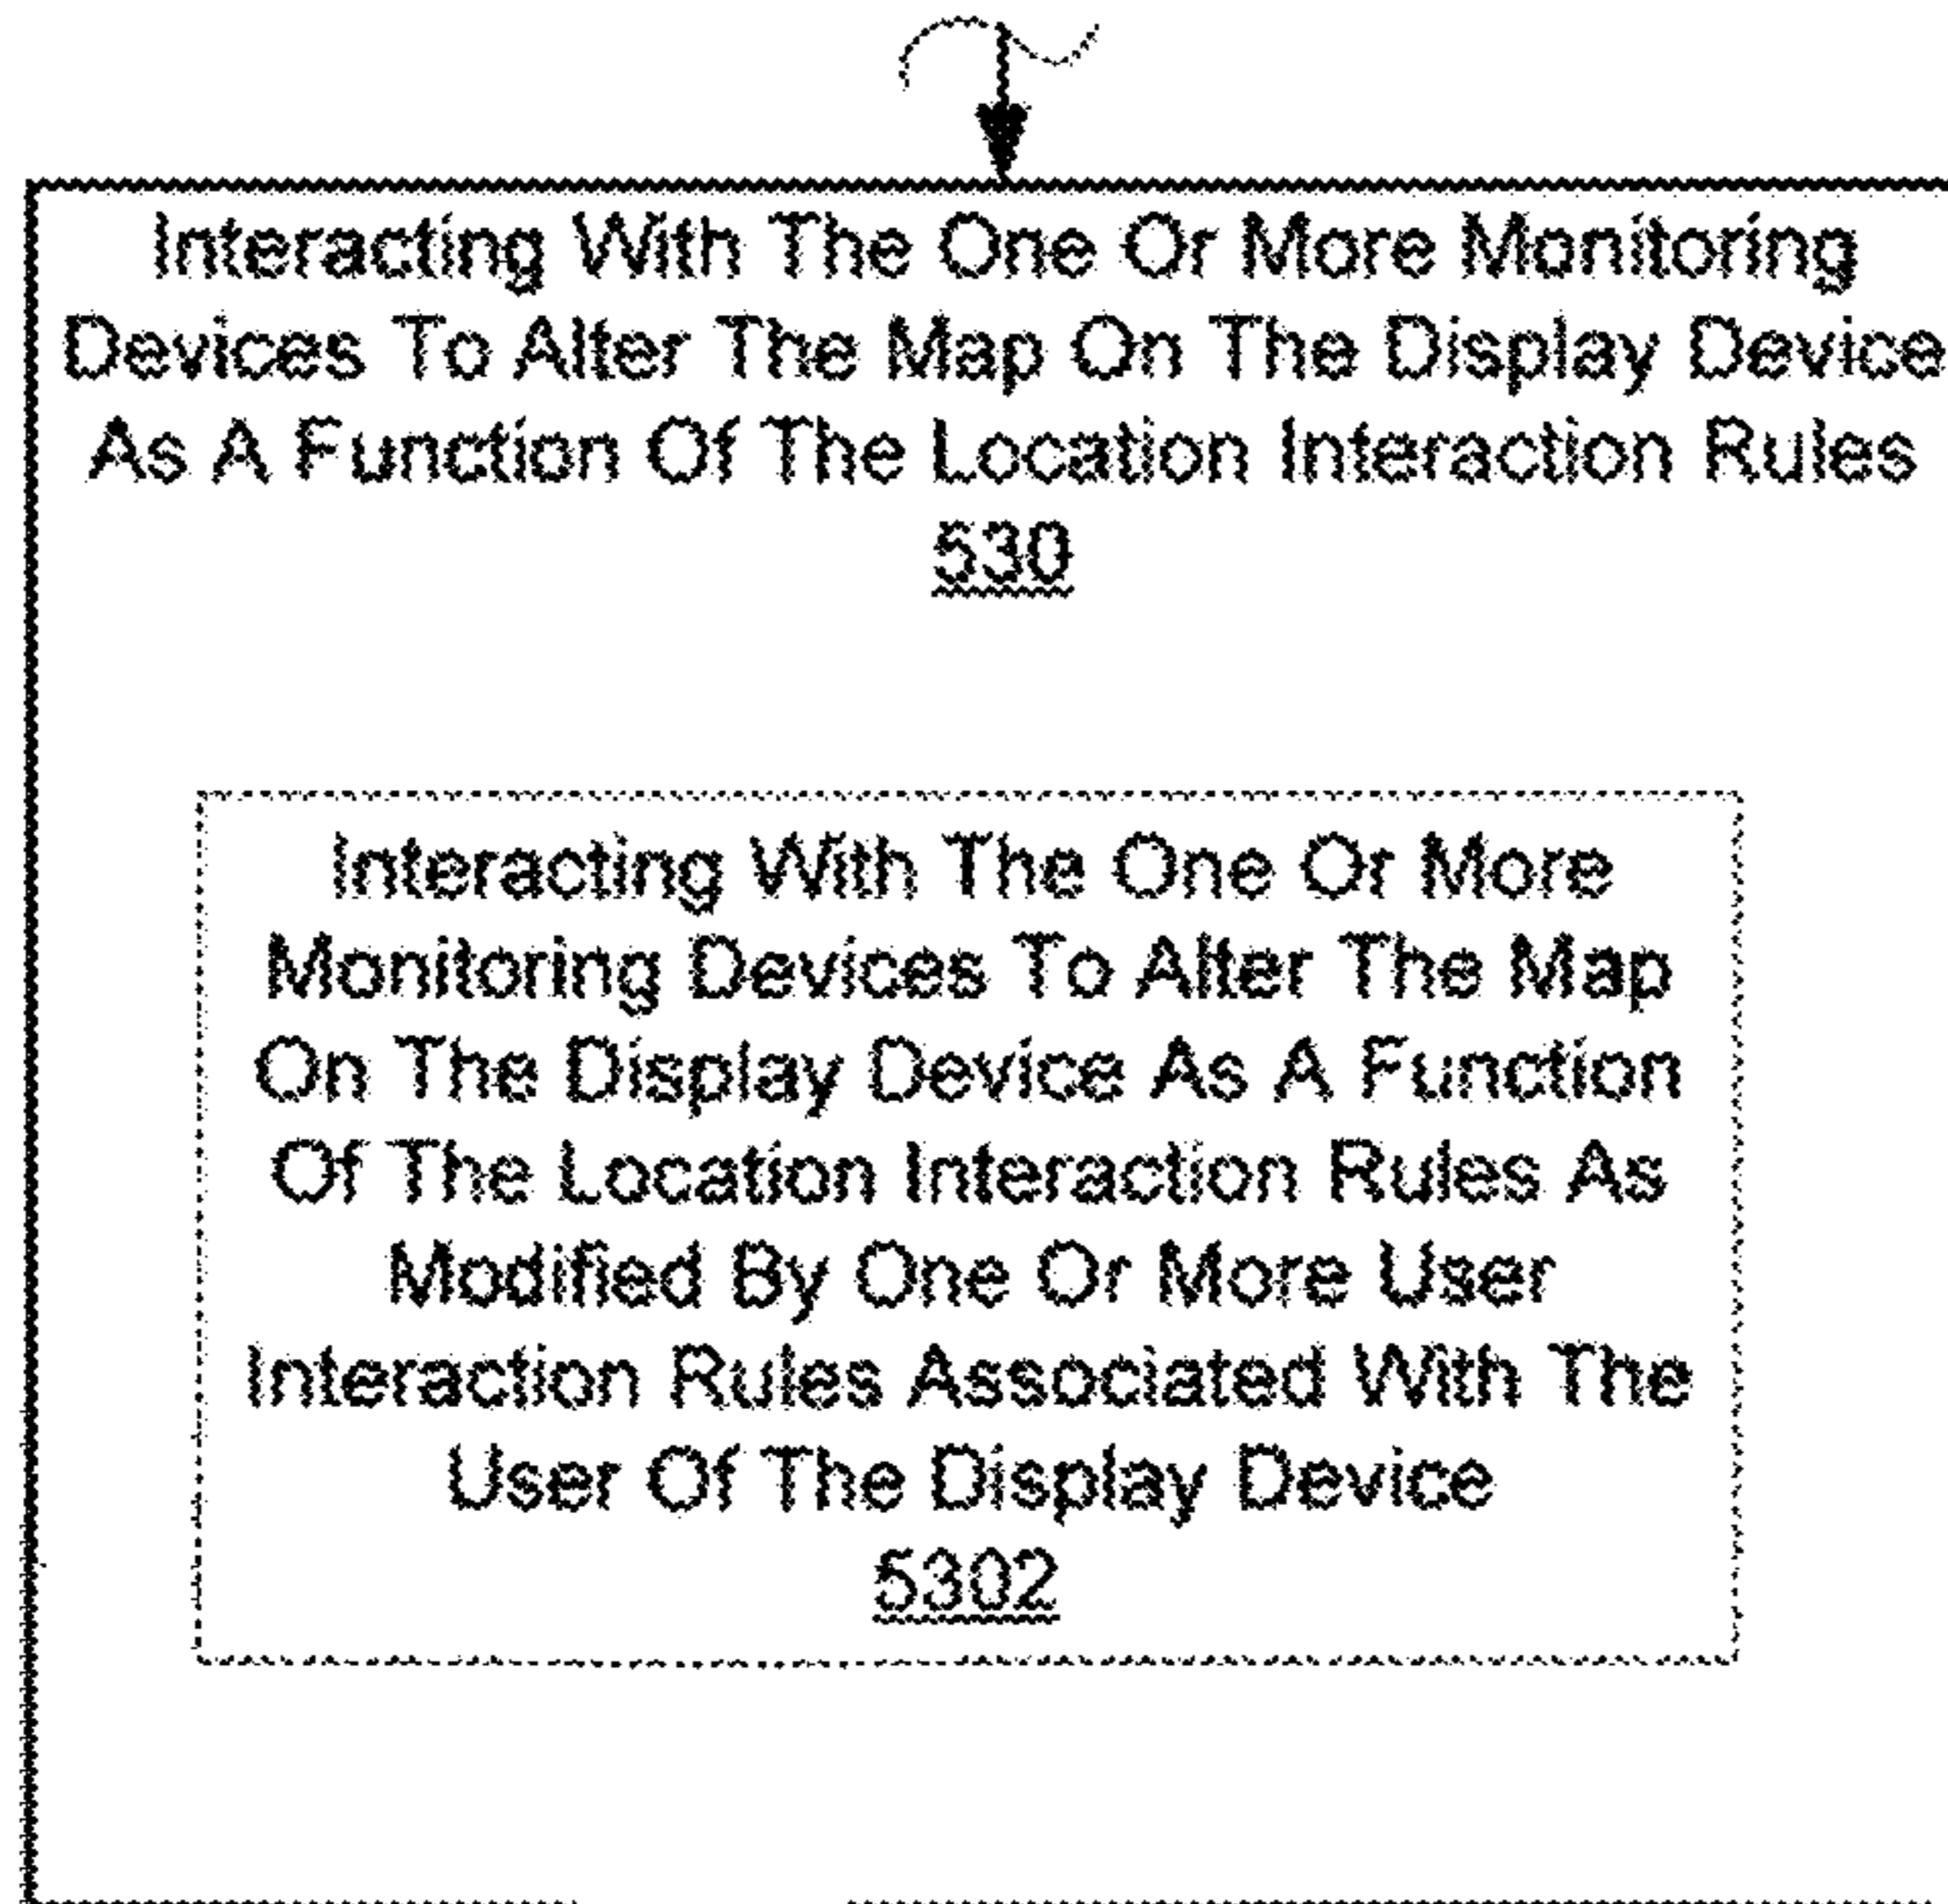 Interacting With The One Or More Monitoring
Devices To Alter The Map On The Display Device
As A Function Of The Location Interaction Rules
530
Interacting With The One Or More
Monitoring Devices To Alter The Map
On The Display Device As A Function
Of The Location Interaction Rules As
Modified By One Or More User
Interaction Rules Associated With The
User Of The Display Device
5302